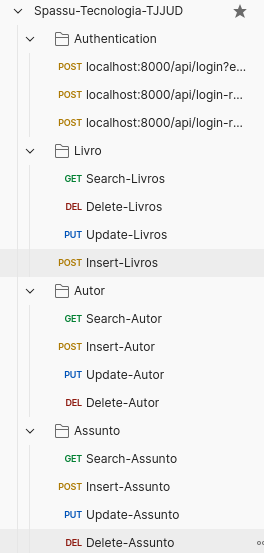 Spassu-Tecnologia-TJJUD
Authentication
POST localhost:8000/api/login?e...
POST localhost:8000/api/login-r...
POST localhost:8000/api/login-r...
Livro
GET Search-Livros
DEL Delete-Livros
PUT Update-Livros
POST Insert-Livros
Autor
GET Search-Autor
POST Insert-Autor
PUT Update-Autor
DEL Delete-Autor
Assunto
GET Search-Assunto
POST Insert-Assunto
PUT Update-Assunto
DEL Delete-Assunto